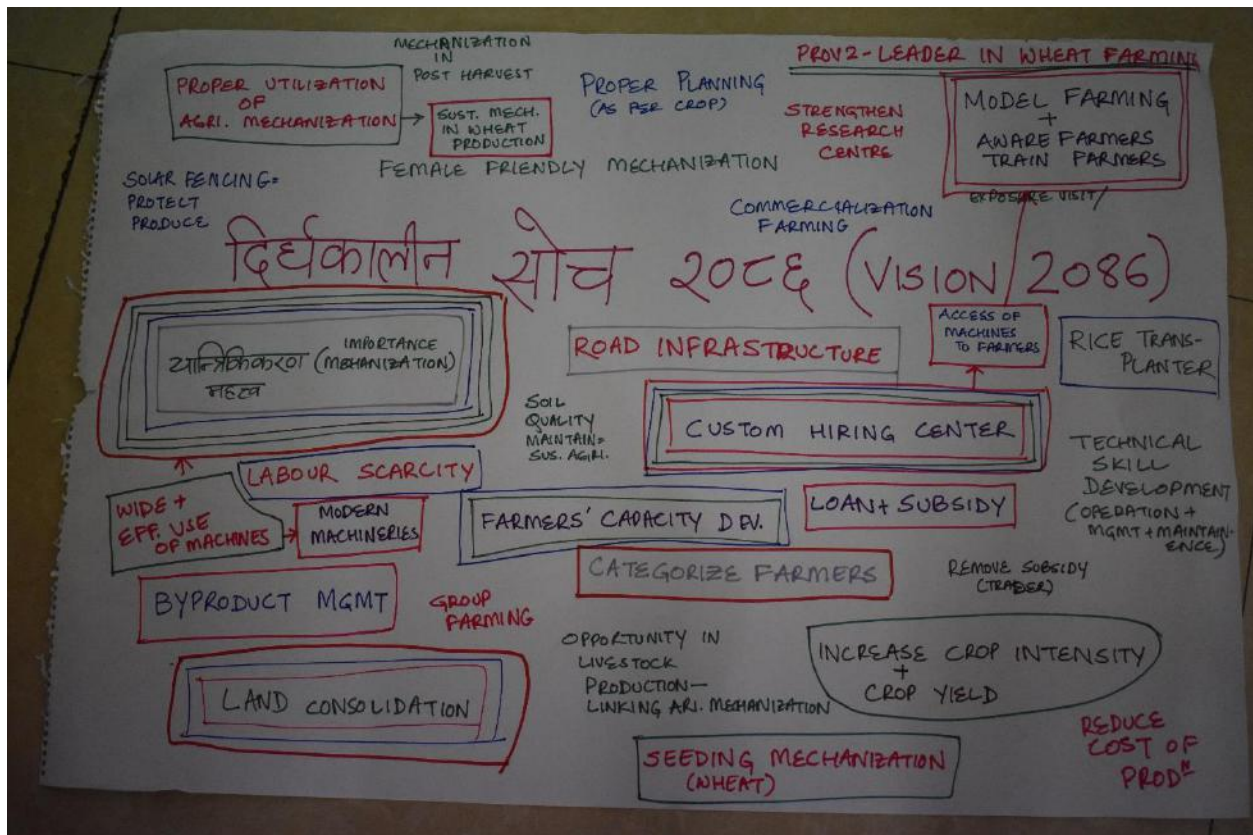 MECHANIZATION
IN
POST HARVEST
PROV2-LEADER IN WHEAT FARMING
PROPER UTILIZATION
OF
AGRI. MECHANIZATION
SUST. MECH.
IN WHEAT
PRODUCTION
PROPER PLANNING
(AS PER CROP)
STRENGTHEN
RESEARCH
CENTRE
MODEL FARMING
+
AWARE FARMERS
TRAIN FARMERS
EXPOSURE VISIT/
FEMALE FRIENDLY MECHANIZATION
SOLAR FENCING=
PROTECT
PRODUCE
COMMERCIALIZATION
FARMING
दिर्घकालीन सोच २०८६ (VISION 2086)
यान्त्रिकिकरण (MEHANIZATION)
IMPORTANCE
महत्व
ROAD INFRASTRUCTURE
ACCESS OF
MACHINES
TO FARMERS
RICE TRANS-
PLANTER
SOIL
QUALITY
MAINTAIN=
SUS. AGRI.
CUSTOM HIRING CENTER
LABOUR SCARCITY
WIDE +
EFF. USE
OF MACHINES
MODERN
MACHINERIES
FARMERS' CAPACITY DEV.
LOAN+ SUBSIDY
TECHNICAL
SKILL
DEVELOPMENT
(OPERATION+
MGMT+MAINTAIN-
ENCE)
CATEGORIZE FARMERS
REMOVE SUBSIDY
(TRADER)
BYPRODUCT MGMT
GROUP
FARMING
OPPORTUNITY IN
LIVESTOCK
PRODUCTION—
LINKING ARI. MEHANIZATION
INCREASE CROP INTENSITY
+
CROP YIELD
LAND CONSOLIDATION
SEEDING MECHANIZATION
(WHEAT)
REDUCE
COST OF
PRODⁿ